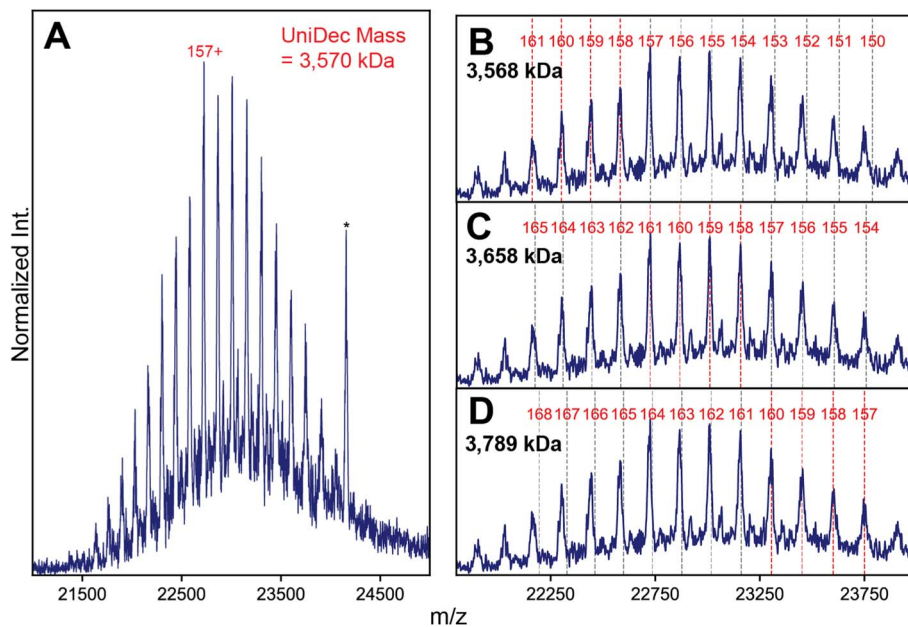 A
157+
UniDec Mass
= 3,570 kDa
*
Normalized Int.
21500 22500 23500 24500
B
161 160 159 158 157 156 155 154 153 152 151 150
3,568 kDa
C
165 164 163 162 161 160 159 158 157 156 155 154
3,658 kDa
D
168 167 166 165 164 163 162 161 160 159 158 157
3,789 kDa
22250 22750 23250 23750
m/z